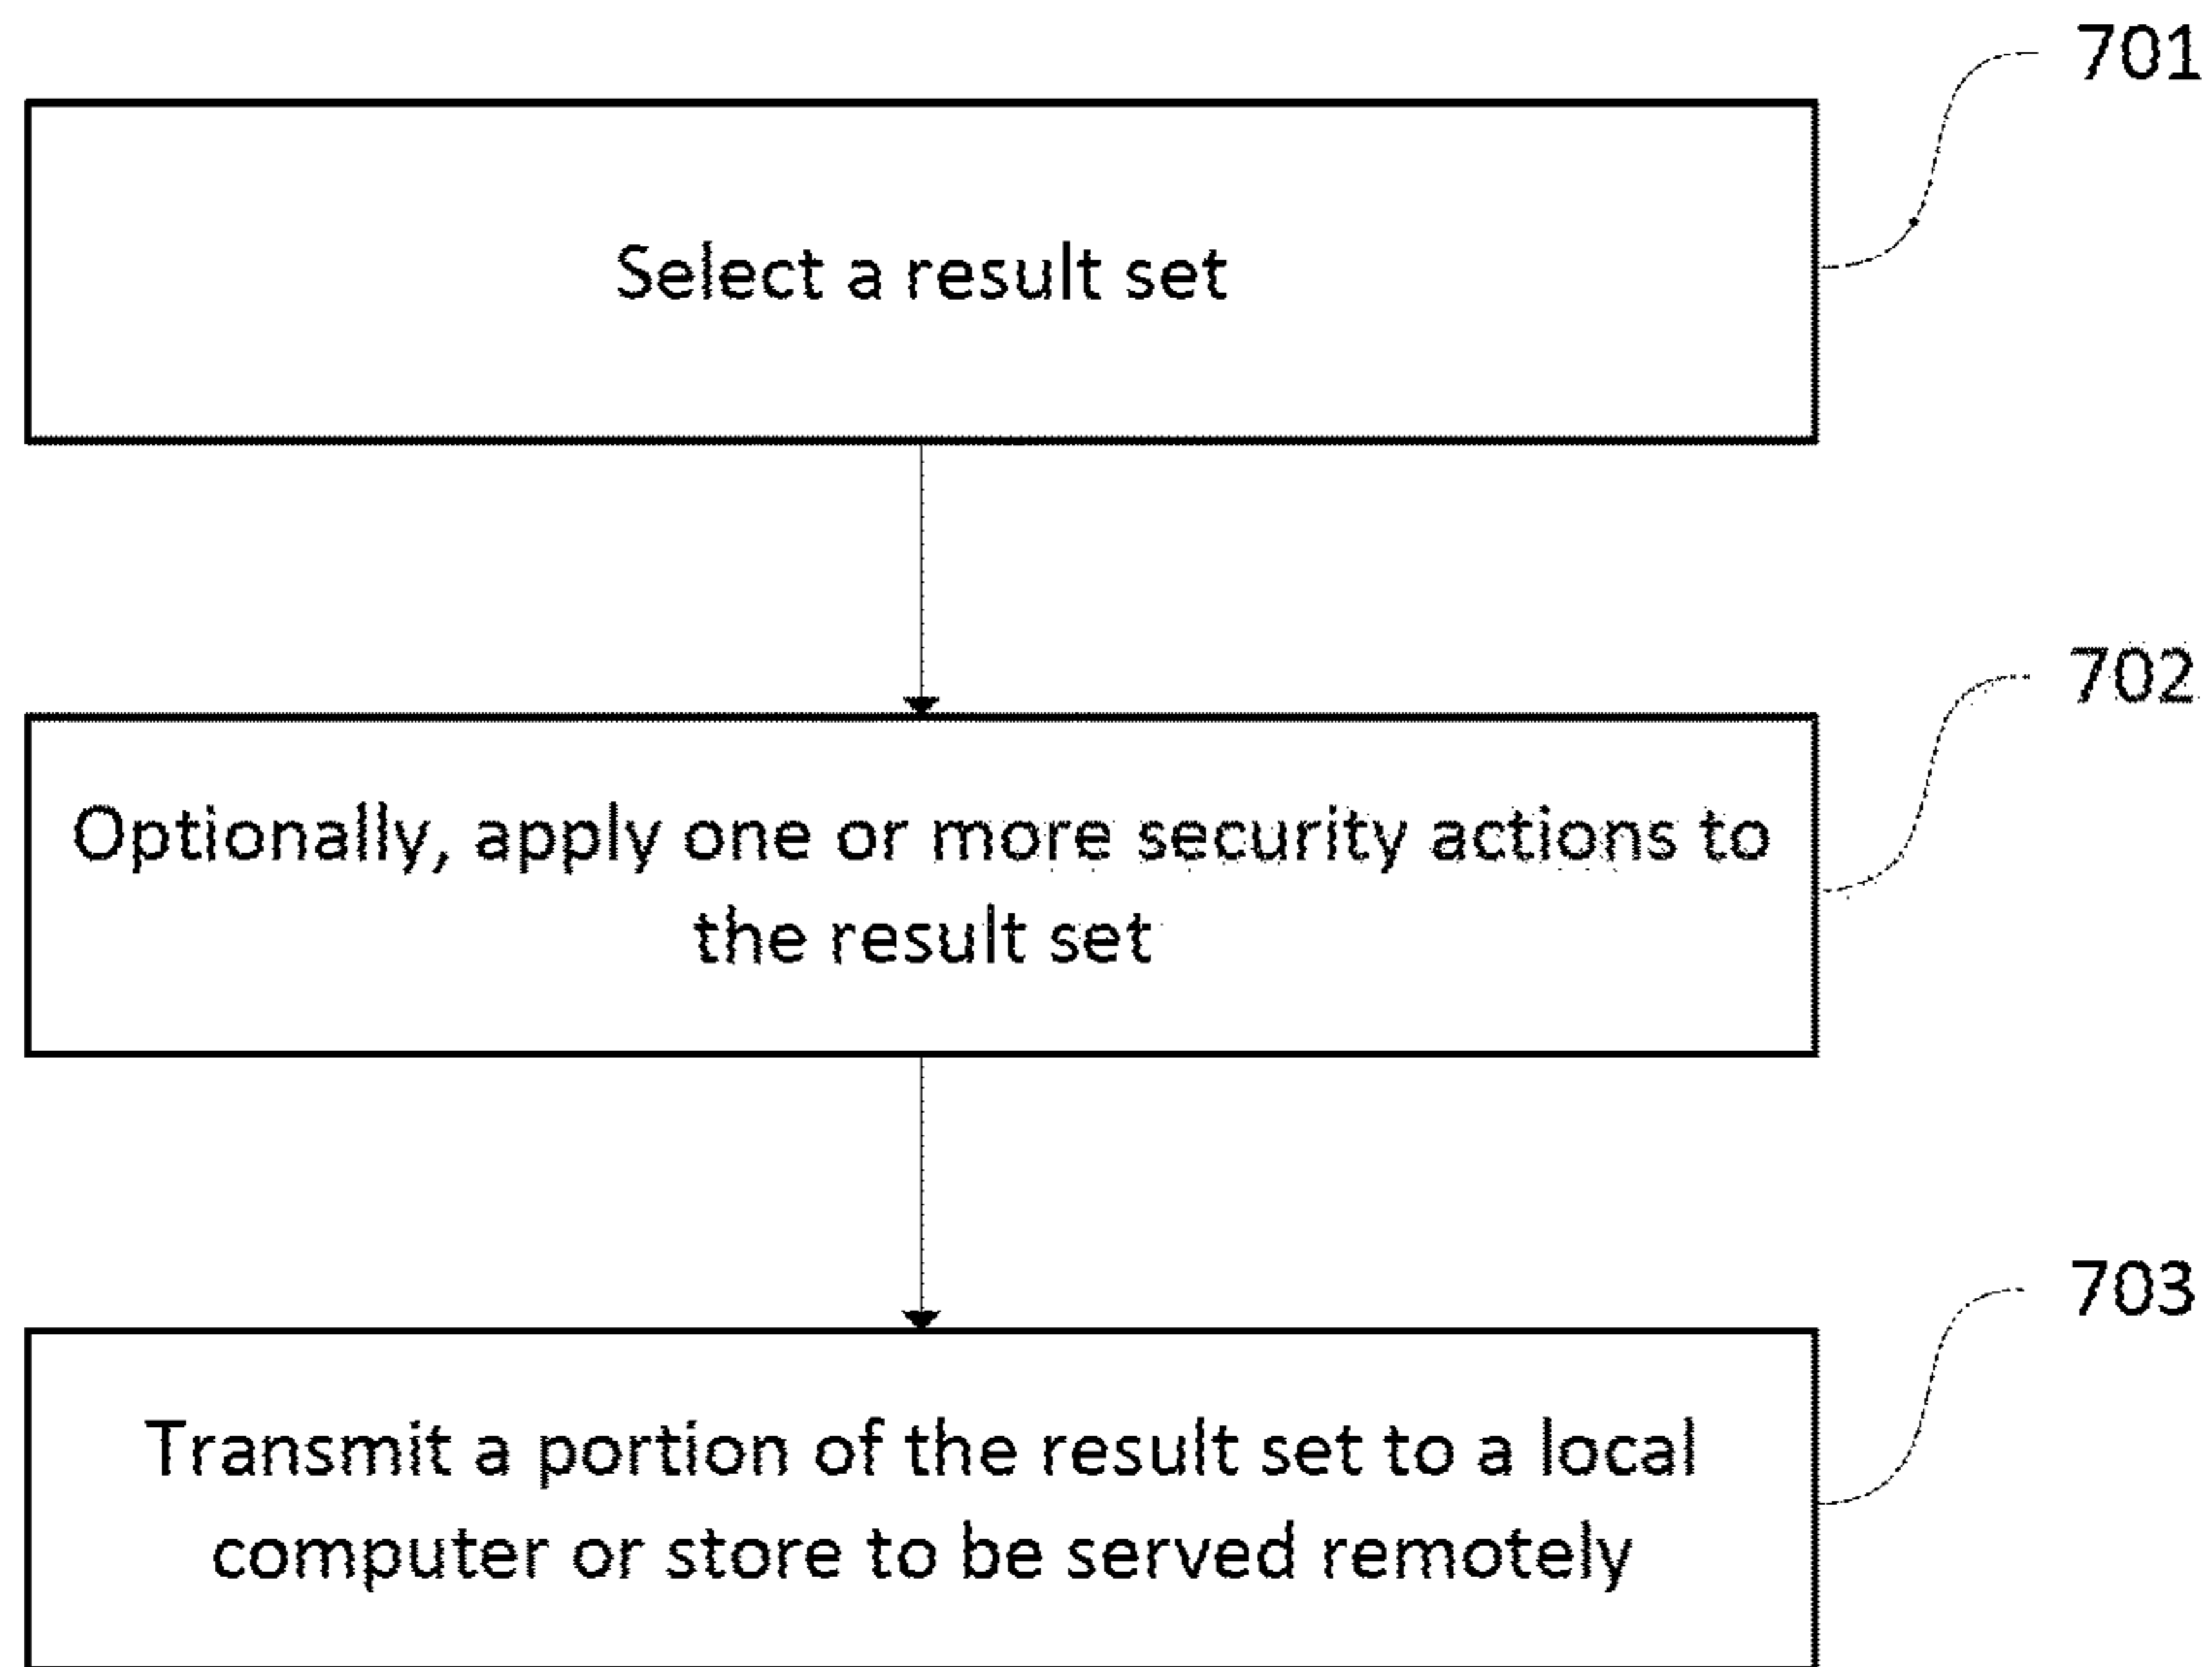 701
Select a result set
702
Optionally, apply one or more security actions to
the result set
703
Transmit a portion of the result set to a local
computer or store to be served remotely